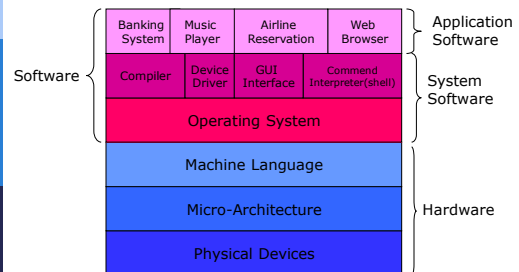 Banking System
Music Player
Airline Reservation
Web Browser
Application Software
Software
Compiler
Device Driver
GUI Interface
Commend Interpreter(shell)
System Software
Operating System
Machine Language
Micro-Architecture
Hardware
Physical Devices